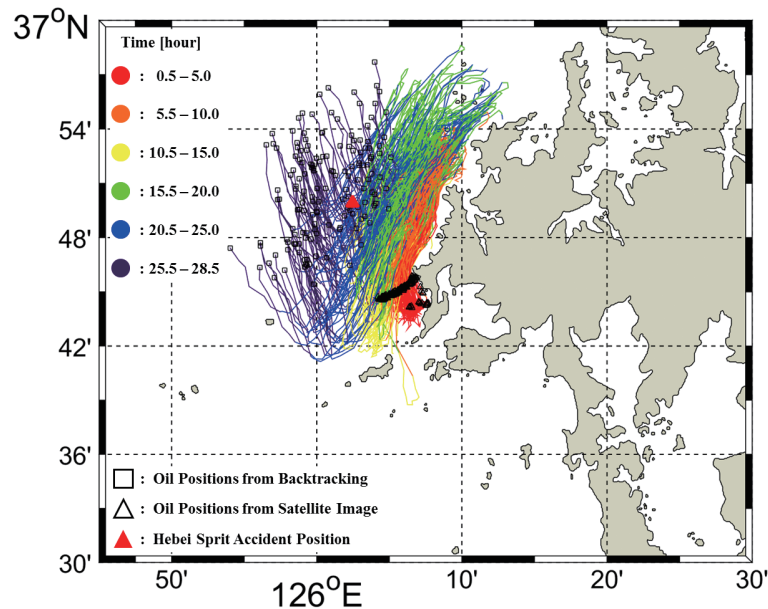 37°N
Time [hour]
: 0.5 – 5.0
: 5.5 – 10.0
: 10.5 – 15.0
: 15.5 – 20.0
: 20.5 – 25.0
: 25.5 – 28.5
54'
48'
42'
36'
: Oil Positions from Backtracking
: Oil Positions from Satellite Image
: Hebei Sprit Accident Position
30'
50'
126°E
10'
20'
30'